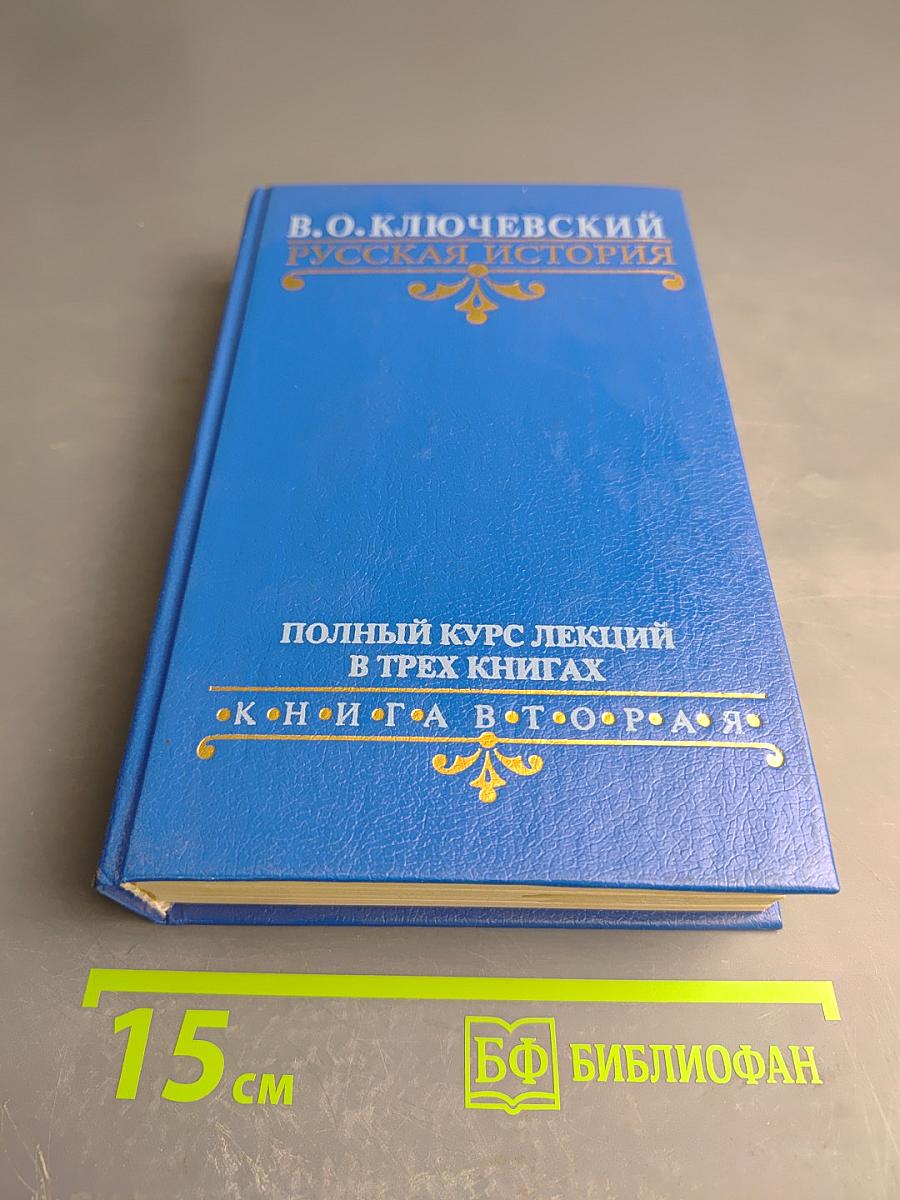 В.О.КЛЮЧЕВСКИЙ
РУССКАЯ ИСТОРИЯ
ПОЛНЫЙ КУРС ЛЕКЦИЙ
В ТРЕХ КНИГАХ
•К•Н•И•Г•А В•Т•О•Р•А•Я•
15 см
БФ БИБЛИОФАН